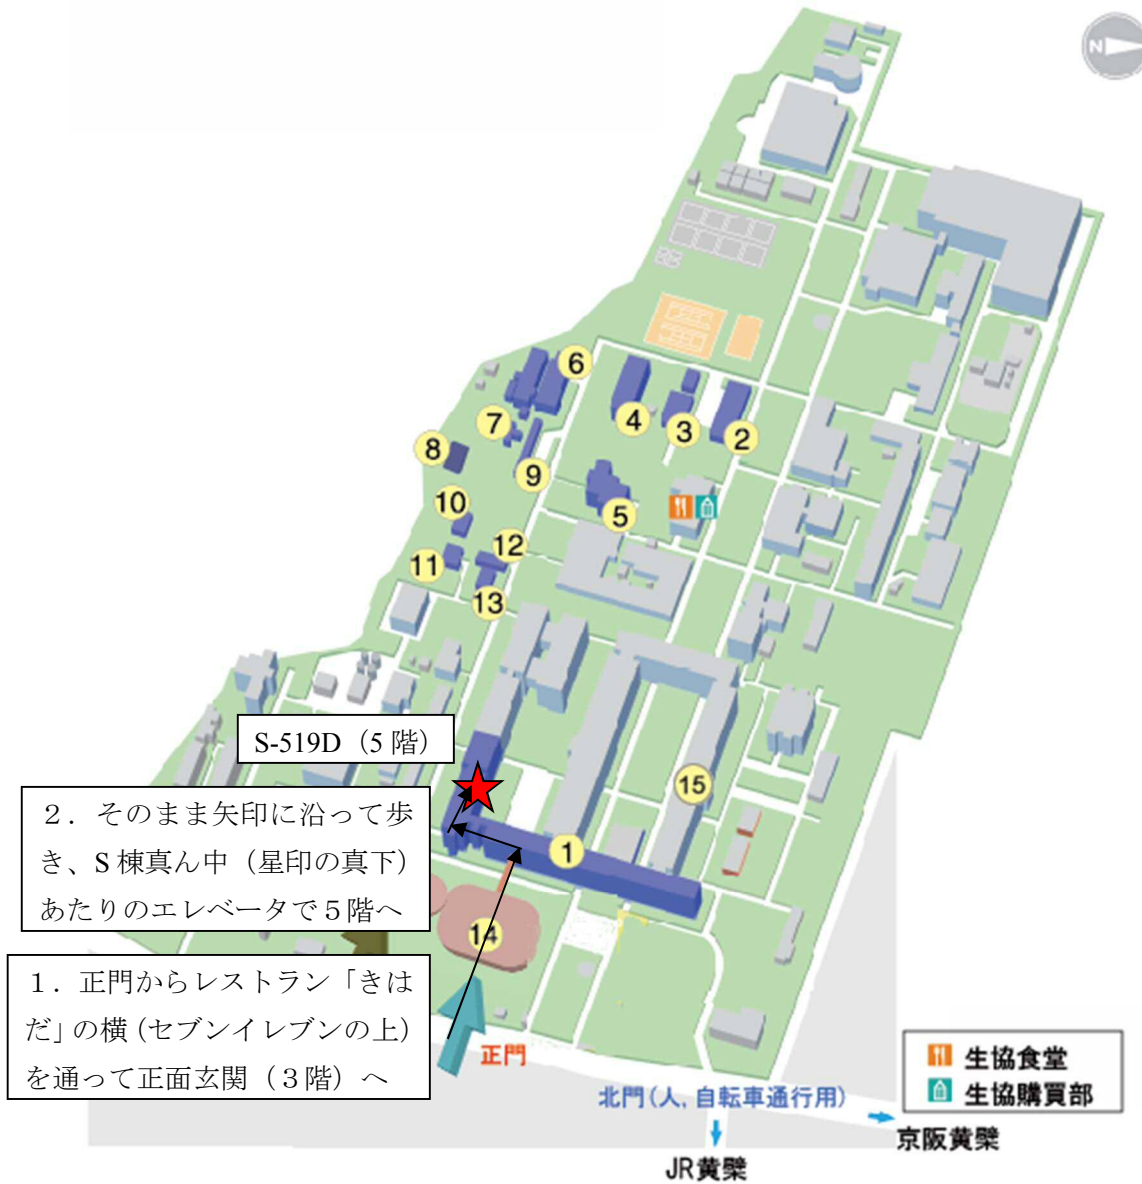 N
6
4
3
2
7
8
9
5
10
12
11
13
S-519D（5 階）
15
２．そのまま矢印に沿って歩
き、S 棟真ん中（星印の真下）
あたりのエレベータで５階へ
1
14
１．正門からレストラン「きは
だ」の横（セブンイレブンの上）
を通って正面玄関（３階）へ
正門
生協食堂
生協購買部
北門(人, 自転車通行用)
京阪黄檗
JR黄檗